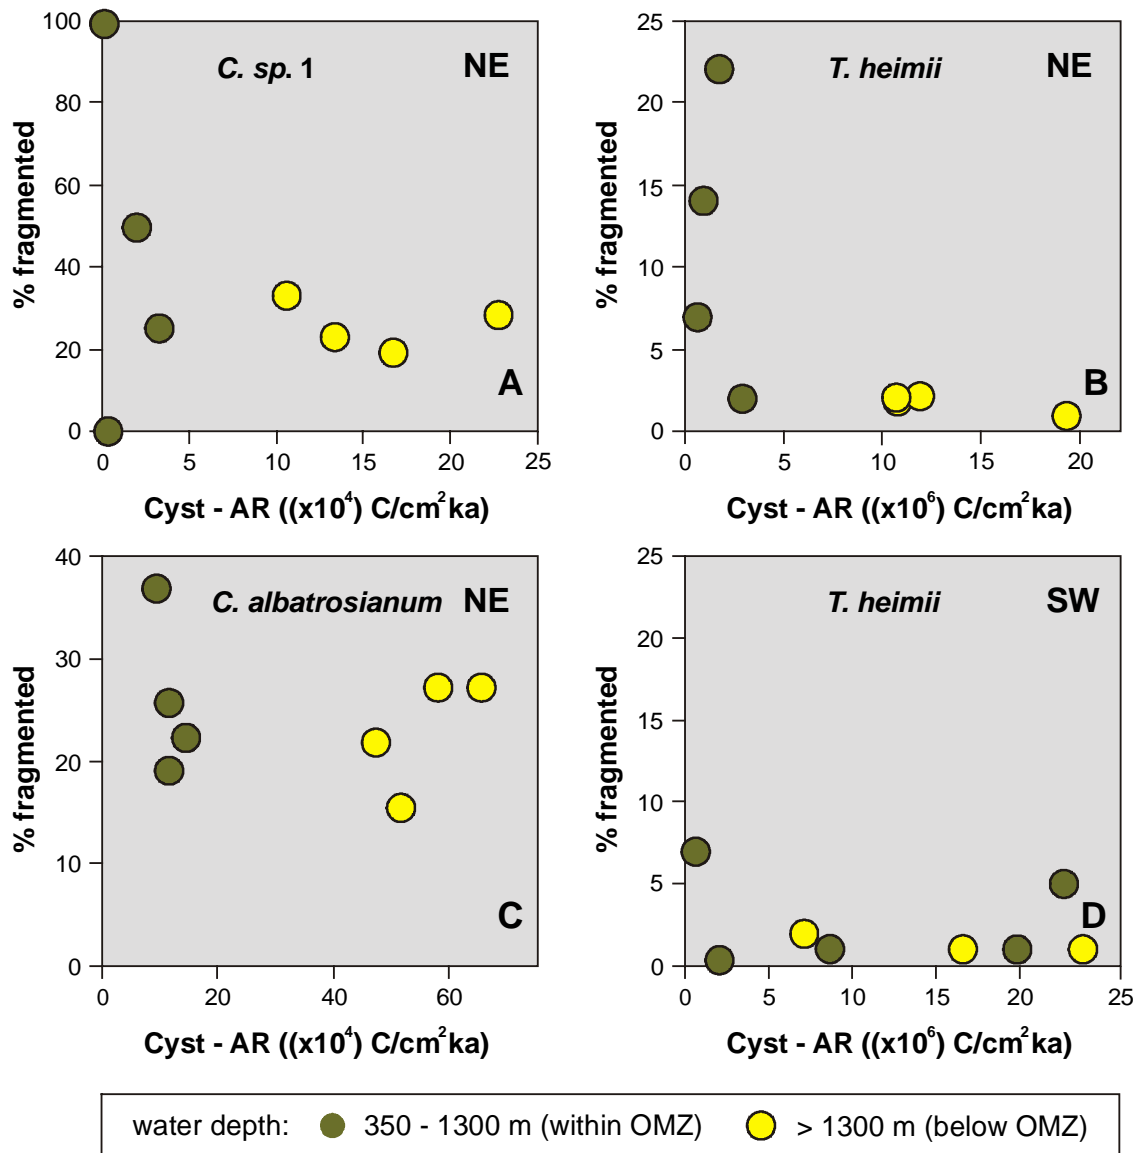 C. sp. 1 NE
100
80
60
40
20
0
% fragmented
A
0 5 10 15 20 25
Cyst - AR ((x10⁴) C/cm²ka)
T. heimii NE
25
20
15
10
5
0
% fragmented
B
0 5 10 15 20
Cyst - AR ((x10⁶) C/cm²ka)
C. albatrosianum NE
40
30
20
10
0
% fragmented
C
0 20 40 60
Cyst - AR ((x10⁴) C/cm²ka)
T. heimii SW
25
20
15
10
5
0
% fragmented
D
0 5 10 15 20 25
Cyst - AR ((x10⁶) C/cm²ka)
water depth: 350 - 1300 m (within OMZ) > 1300 m (below OMZ)